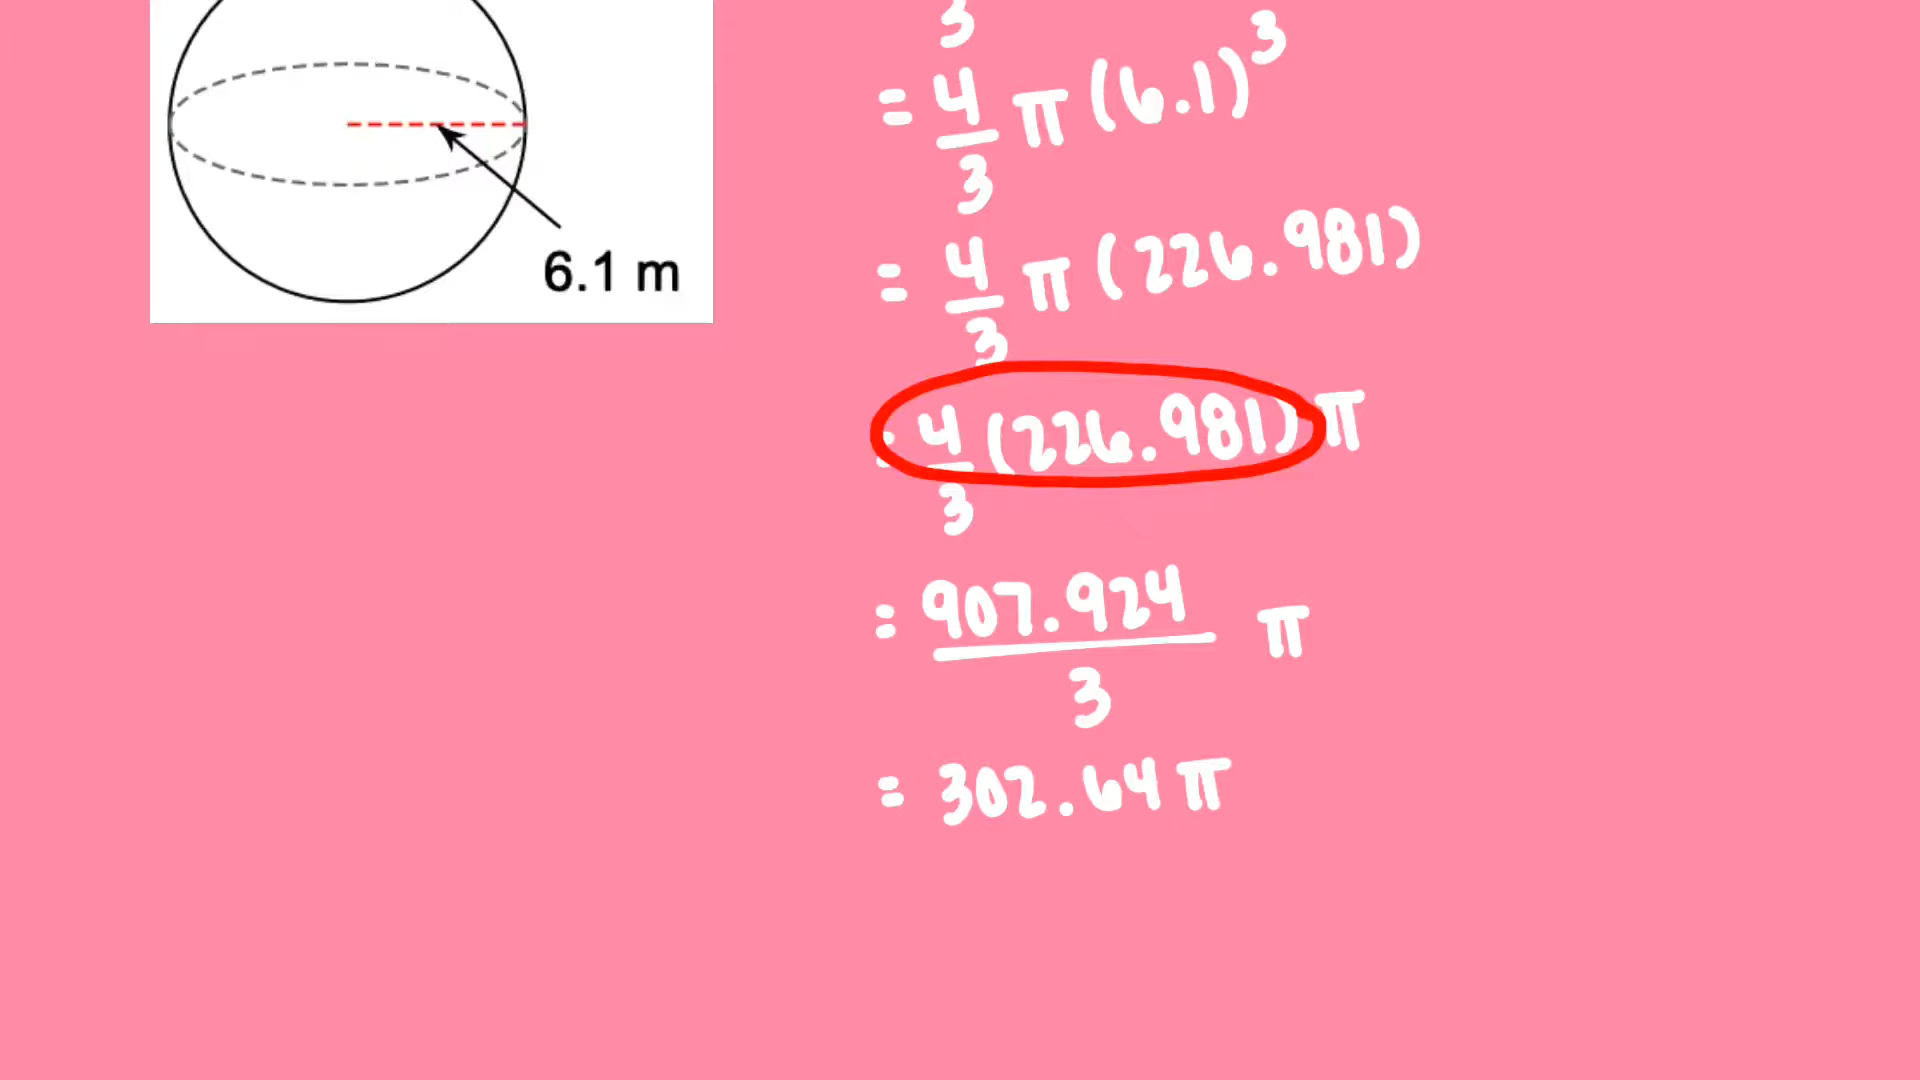 3
= 4/3 π (6.1)³
= 4/3 π (226.981)
= 4/3 (226.981) π
= 907.924/3 π
= 302.64 π
6.1 m